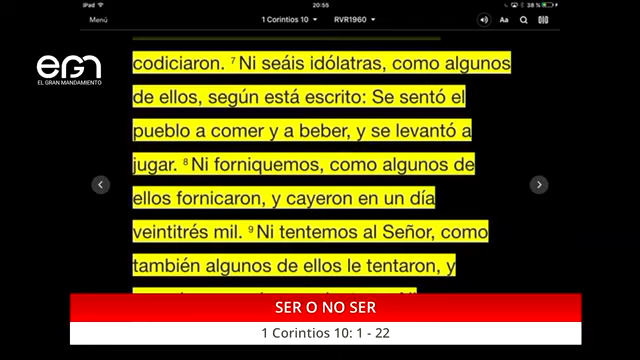 iPad
20:55
38 %
Menú
1 Corintios 10
RVR1960
Aa
EGM
EL GRAN MANDAMIENTO
codiciaron. 7 Ni seáis idólatras, como algunos
de ellos, según está escrito: Se sentó el
pueblo a comer y a beber, y se levantó a
jugar. 8 Ni forniquemos, como algunos de
ellos fornicaron, y cayeron en un día
veintitrés mil. 9 Ni tentemos al Señor, como
también algunos de ellos le tentaron, y
SER O NO SER
1 Corintios 10: 1 - 22